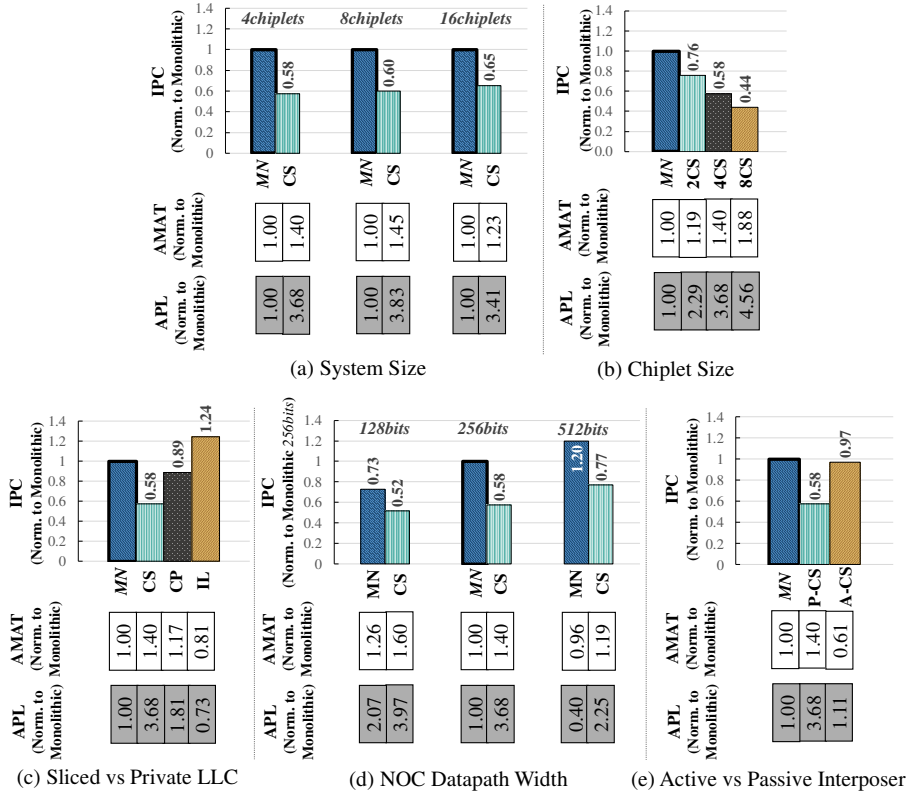 4chiplets 8chiplets 16chiplets
IPC
(Norm. to Monolithic)
1.4
1.2
1
0.8
0.6
0.4
0.2
0
0.58
0.60
0.65
MN CS MN CS MN CS
AMAT
(Norm. to
Monolithic)
1.00 1.40 1.00 1.45 1.00 1.23
APL
(Norm. to
Monolithic)
1.00 3.68 1.00 3.83 1.00 3.41
(a) System Size
IPC
(Norm. to Monolithic)
1.4
1.2
1.0
0.8
0.6
0.4
0.2
0.0
0.76
0.58
0.44
MN 2CS 4CS 8CS
AMAT
(Norm. to
Monolithic)
1.00 1.19 1.40 1.88
APL
(Norm. to
Monolithic)
1.00 2.29 3.68 4.56
(b) Chiplet Size
IPC
(Norm. to Monolithic)
1.4
1.2
1
0.8
0.6
0.4
0.2
0
0.58
0.89
1.24
MN CS CP IL
AMAT
(Norm. to
Monolithic)
1.00 1.40 1.17 0.81
APL
(Norm. to
Monolithic)
1.00 3.68 1.81 0.73
(c) Sliced vs Private LLC
128bits 256bits 512bits
IPC
(Norm. to Monolithic 256bits)
1.4
1.2
1
0.8
0.6
0.4
0.2
0
0.73
0.52
0.58
1.20
0.77
MN CS MN CS MN CS
AMAT
(Norm. to
Monolithic)
1.26 1.60 1.00 1.40 0.96 1.19
APL
(Norm. to
Monolithic)
2.07 3.97 1.00 3.68 0.40 2.25
(d) NOC Datapath Width
IPC
(Norm. to Monolithic)
1.4
1.2
1
0.8
0.6
0.4
0.2
0
0.58
0.97
MN P-CS A-CS
AMAT
(Norm. to
Monolithic)
1.00 1.40 0.61
APL
(Norm. to
Monolithic)
1.00 3.68 1.11
(e) Active vs Passive Interposer